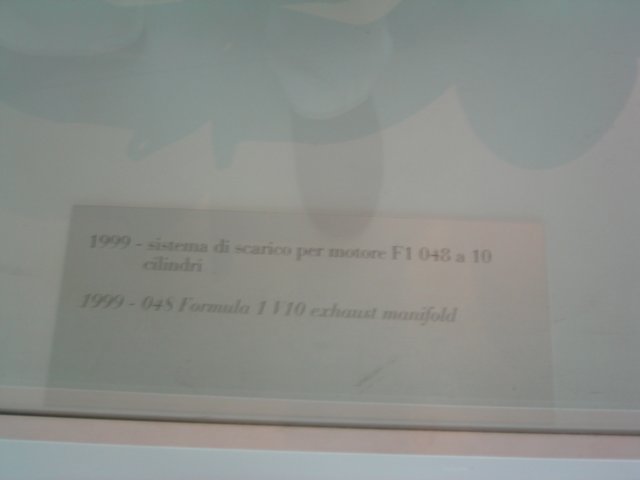 1999 - sistema di scarico per motore F1 048 a 10
cilindri
1999 - 048 Formula 1 V10 exhaust manifold